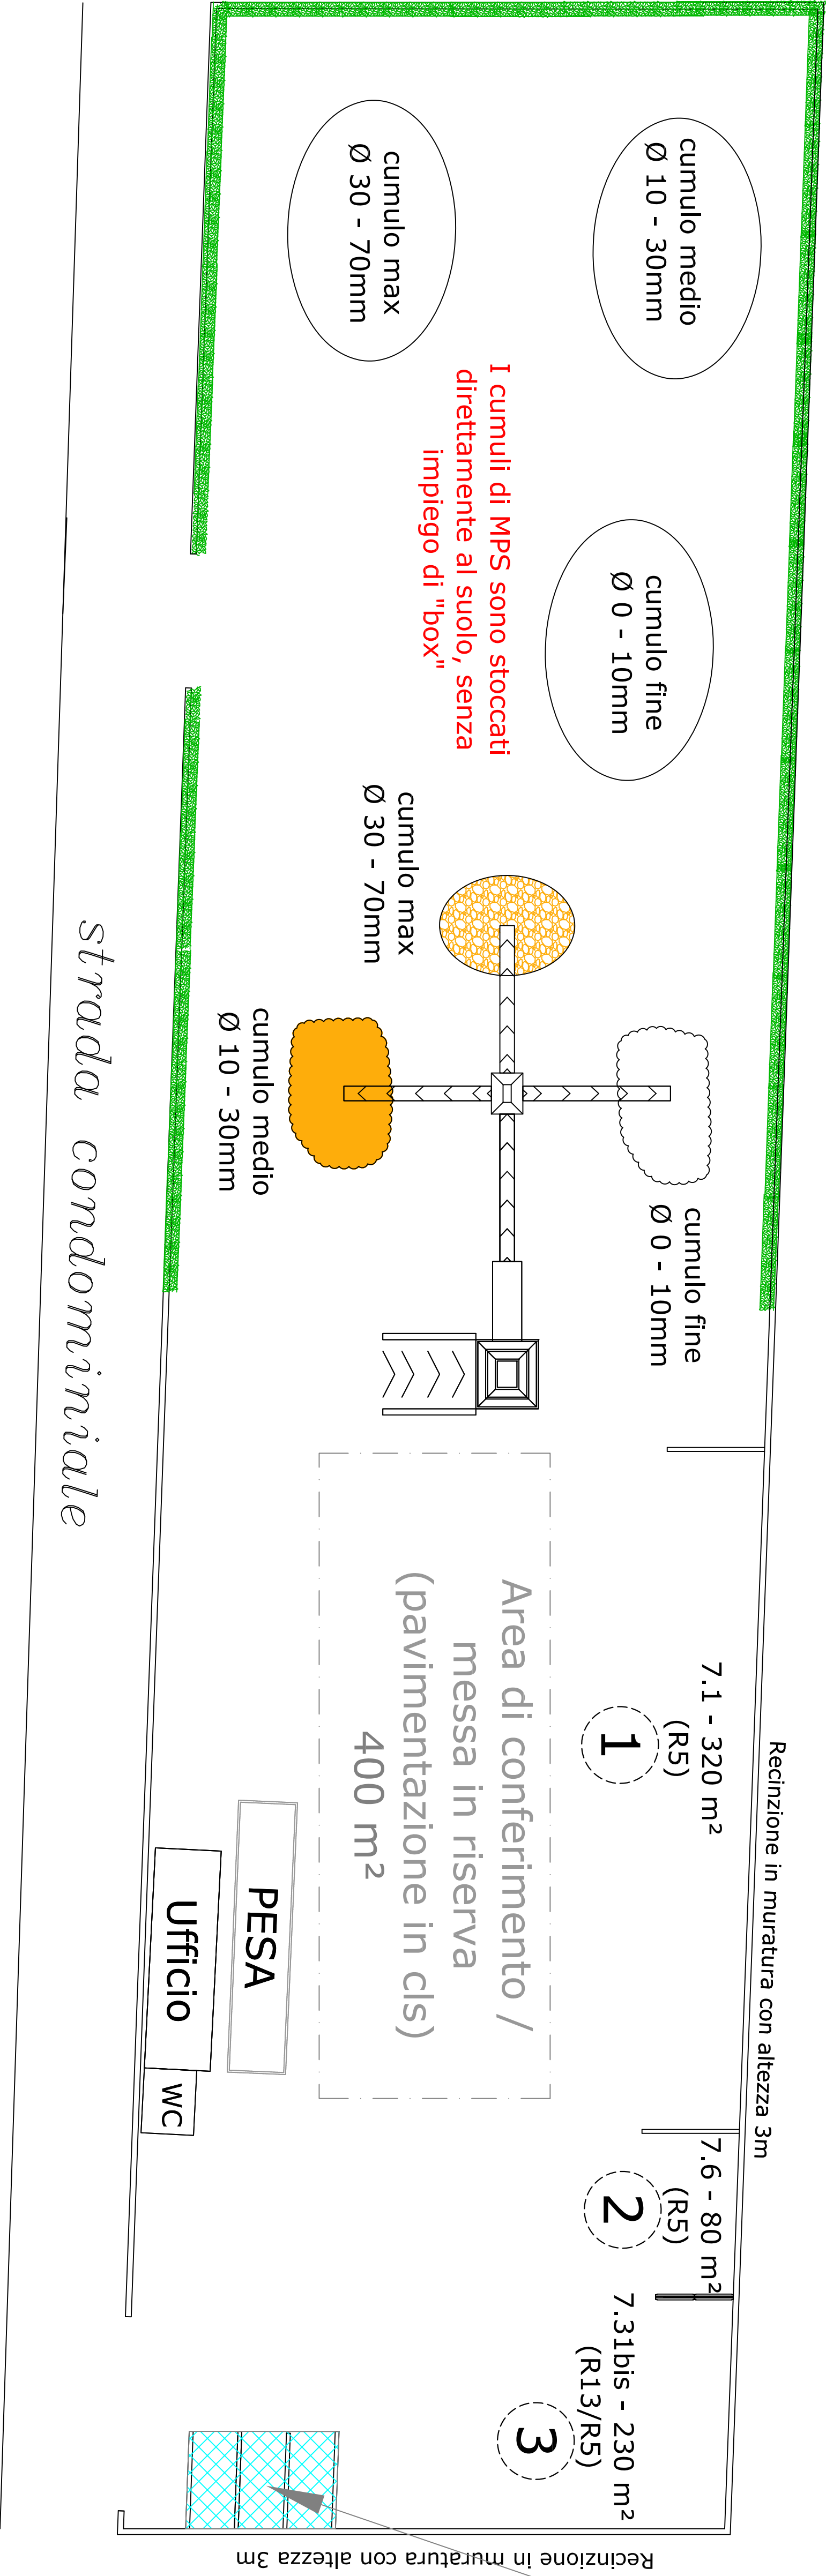 cumulo max
Ø 30 - 70mm
cumulo medio
Ø 10 - 30mm
I cumuli di MPS sono stoccati
direttamente al suolo, senza
impiego di "box"
cumulo fine
Ø 0 - 10mm
cumulo max
Ø 30 - 70mm
cumulo medio
Ø 10 - 30mm
cumulo fine
Ø 0 - 10mm
strada condominiale
Area di conferimento /
messa in riserva
(pavimentazione in cls)
400 m²
7.1 - 320 m²
(R5)
1
Recinzione in muratura con altezza 3m
PESA
Ufficio
WC
7.6 - 80 m²
(R5)
2
7.31bis - 230 m²
(R13/R5)
3
Recinzione in muratura con altezza 3m